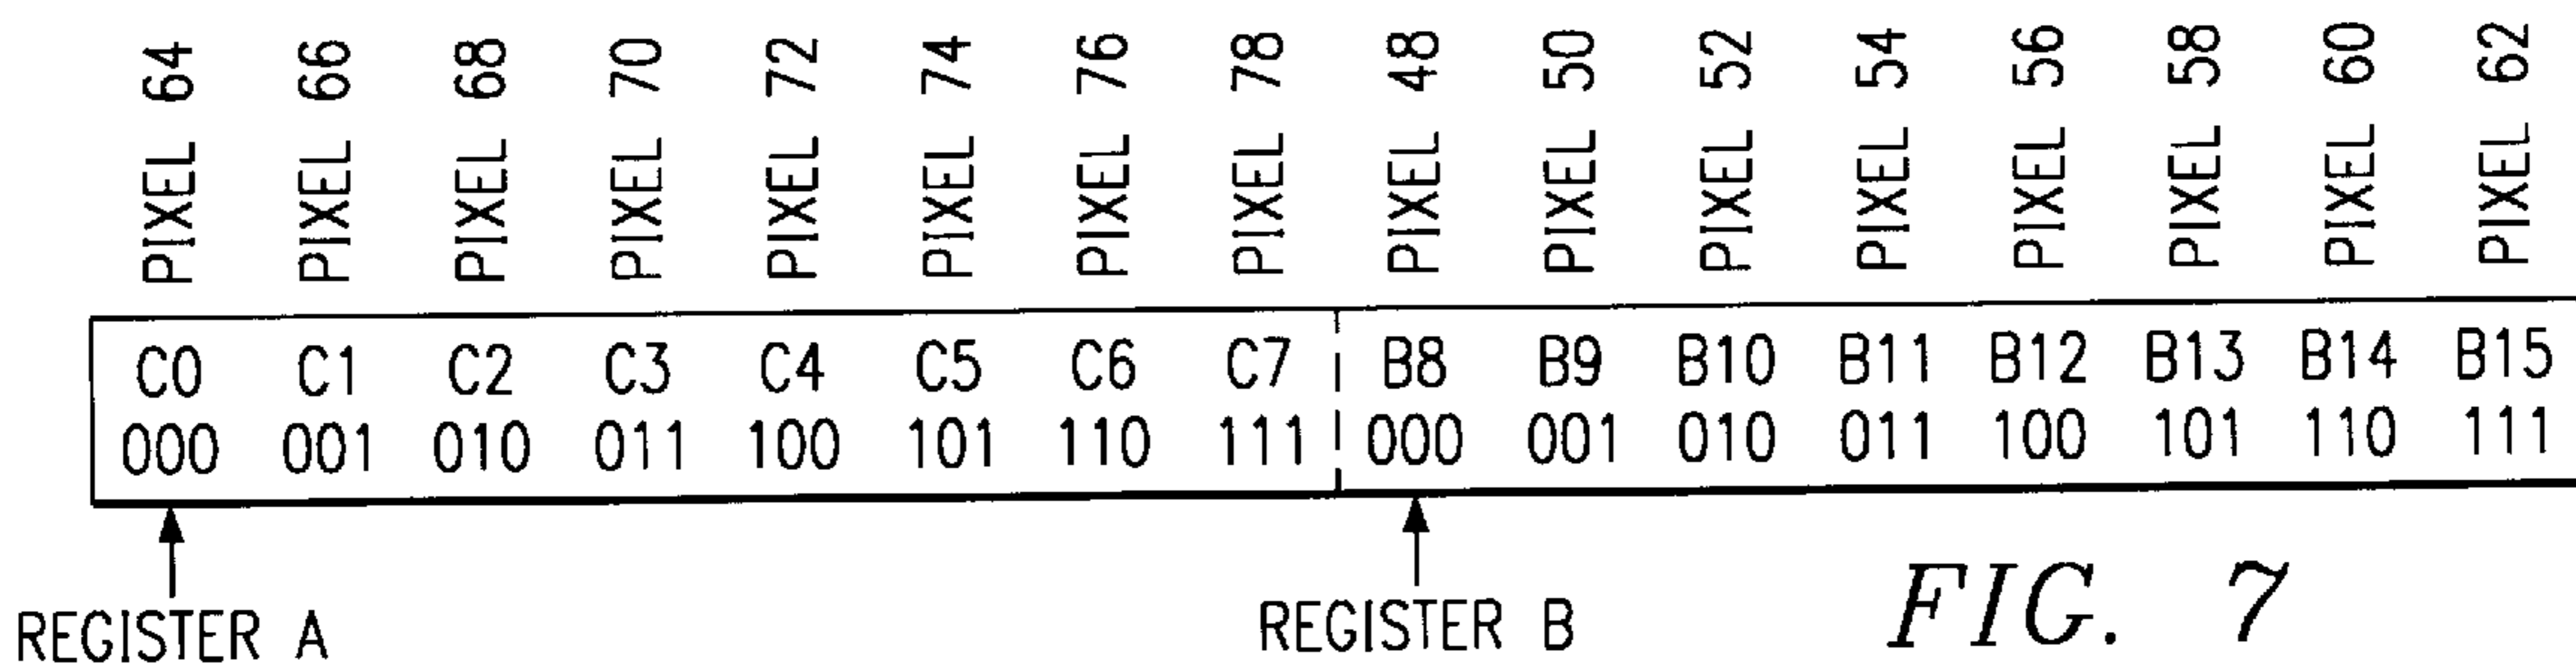 PIXEL 64 PIXEL 66 PIXEL 68 PIXEL 70 PIXEL 72 PIXEL 74 PIXEL 76 PIXEL 78 PIXEL 48 PIXEL 50 PIXEL 52 PIXEL 54 PIXEL 56 PIXEL 58 PIXEL 60 PIXEL 62
C0 C1 C2 C3 C4 C5 C6 C7 B8 B9 B10 B11 B12 B13 B14 B15
000 001 010 011 100 101 110 111 000 001 010 011 100 101 110 111
REGISTER A REGISTER B
FIG. 7